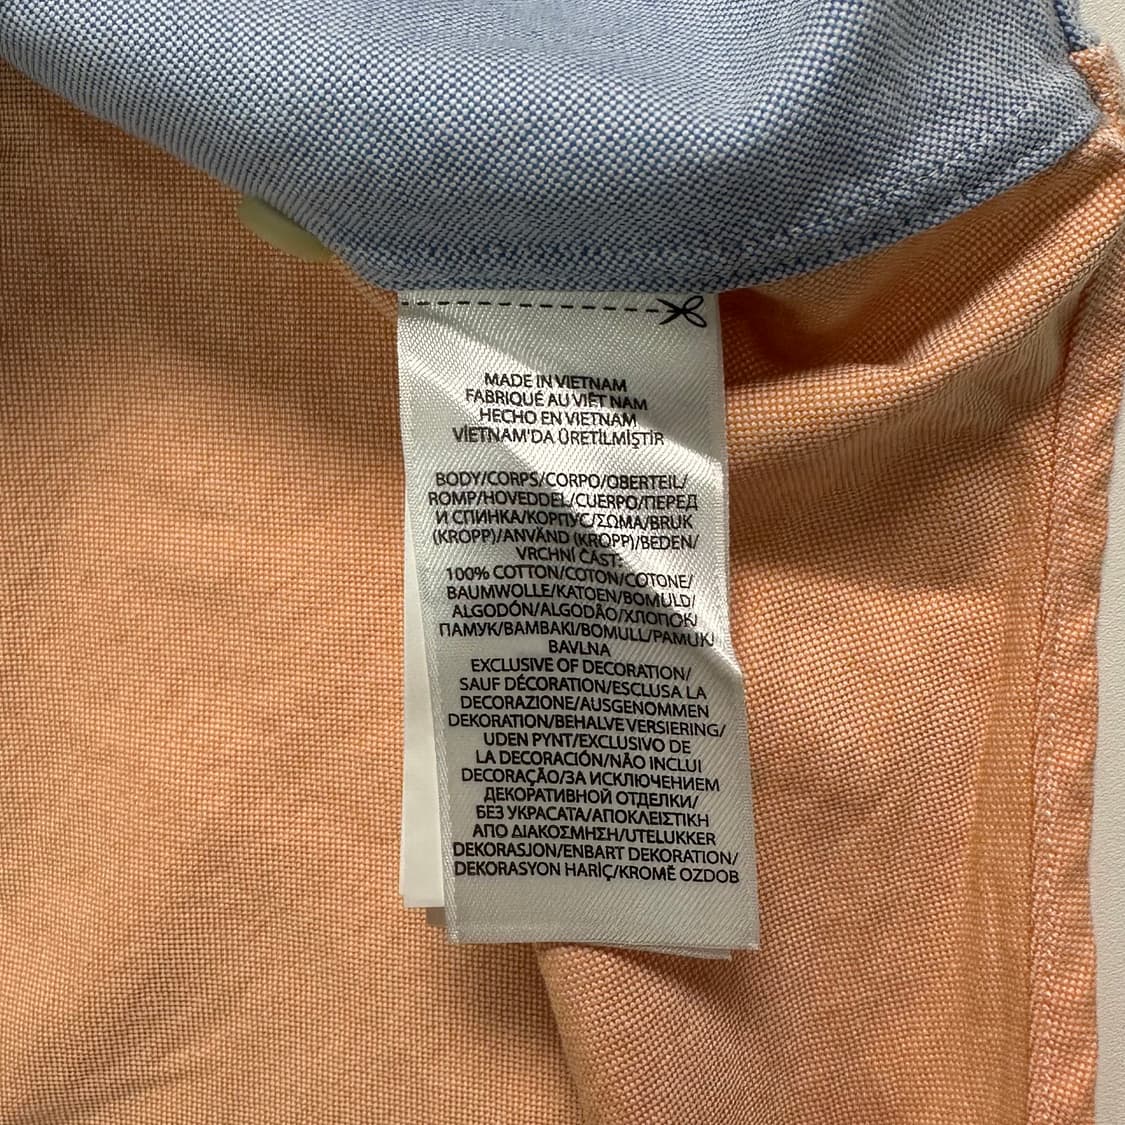 MADE IN VIETNAM
FABRIQUÉ AU VIÊT NAM
HECHO EN VIETNAM
VİETNAM'DA ÜRETİLMİŞTİR
BODY/CORPS/CORPO/OBERTEIL/
ROMP/HOVEDDEL/CUERPO/ПЕРЕД
И СПИНКА/КОРПУС/ΣΩΜΑ/BRUK
(KROPP)/ANVÄND (KROPP)/BEDEN/
VRCHNÍ ČÁST:
100% COTTON/COTON/COTONE/
BAUMWOLLE/KATOEN/BOMULD/
ALGODÓN/ALGODÃO/ХЛОПОК/
ПАМУК/BAMBAKI/BOMULL/PAMUK/
BAVLNA
EXCLUSIVE OF DECORATION/
SAUF DÉCORATION/ESCLUSA LA
DECORAZIONE/AUSGENOMMEN
DEKORATION/BEHALVE VERSIERING/
UDEN PYNT/EXCLUSIVO DE
LA DECORACIÓN/NÃO INCLUI
DECORAÇÃO/ЗА ИСКЛЮЧЕНИЕМ
ДЕКОРАТИВНОЙ ОТДЕЛКИ/
БЕЗ УКРАСАТА/ΑΠΟΚΛΕΙΣΤΙΚΗ
ΑΠΟ ΔΙΑΚΟΣΜΗΣΗ/UTELUKKER
DEKORASJON/ENBART DEKORATION/
DEKORASYON HARİÇ/KROMĚ OZDOB